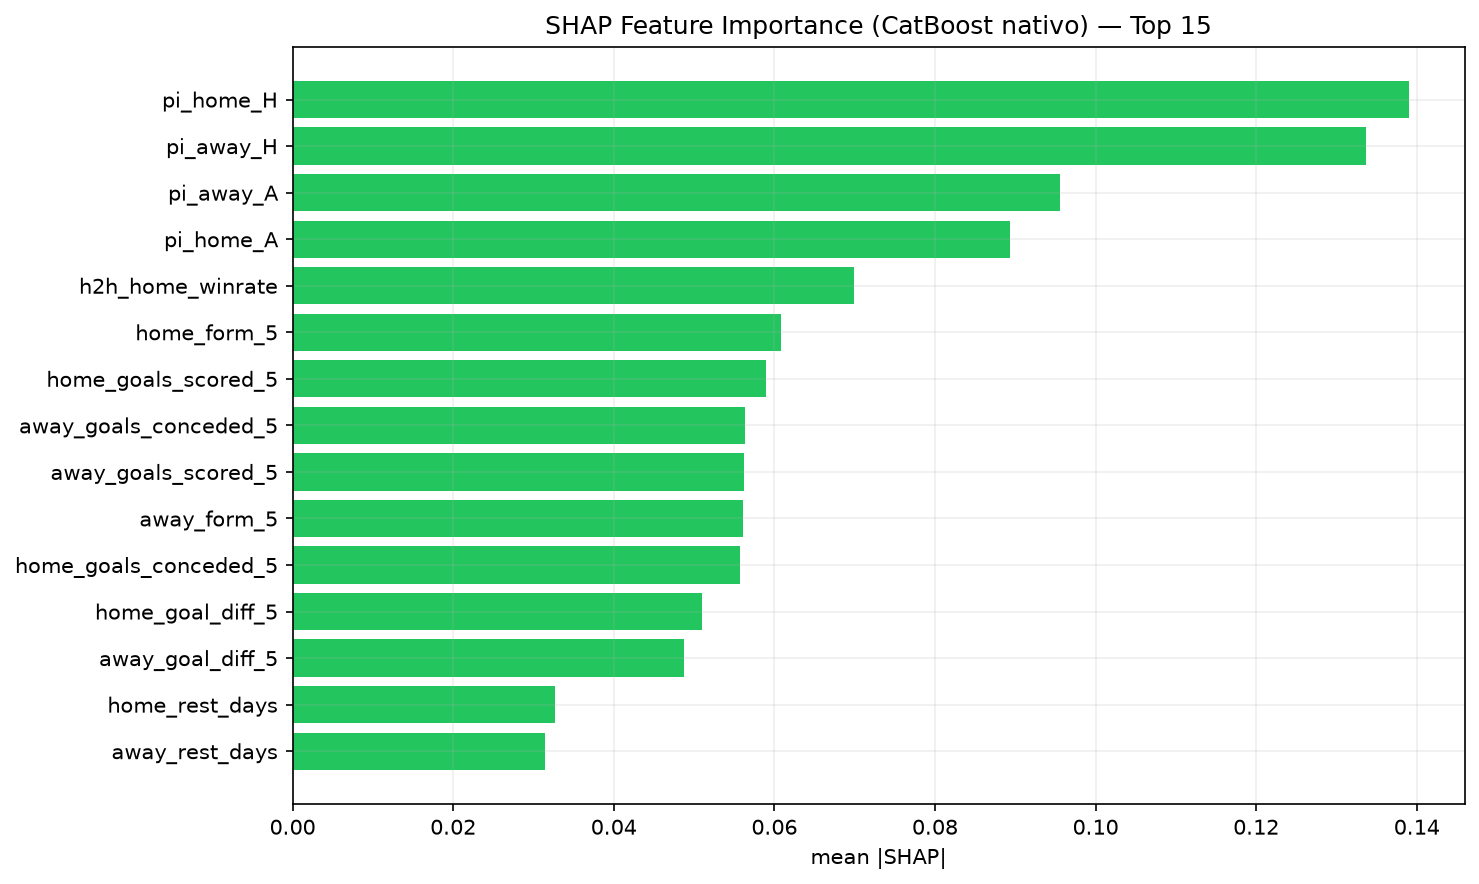 SHAP Feature Importance (CatBoost nativo) — Top 15
pi_home_H
pi_away_H
pi_away_A
pi_home_A
h2h_home_winrate
home_form_5
home_goals_scored_5
away_goals_conceded_5
away_goals_scored_5
away_form_5
home_goals_conceded_5
home_goal_diff_5
away_goal_diff_5
home_rest_days
away_rest_days
0.00 0.02 0.04 0.06 0.08 0.10 0.12 0.14
mean |SHAP|